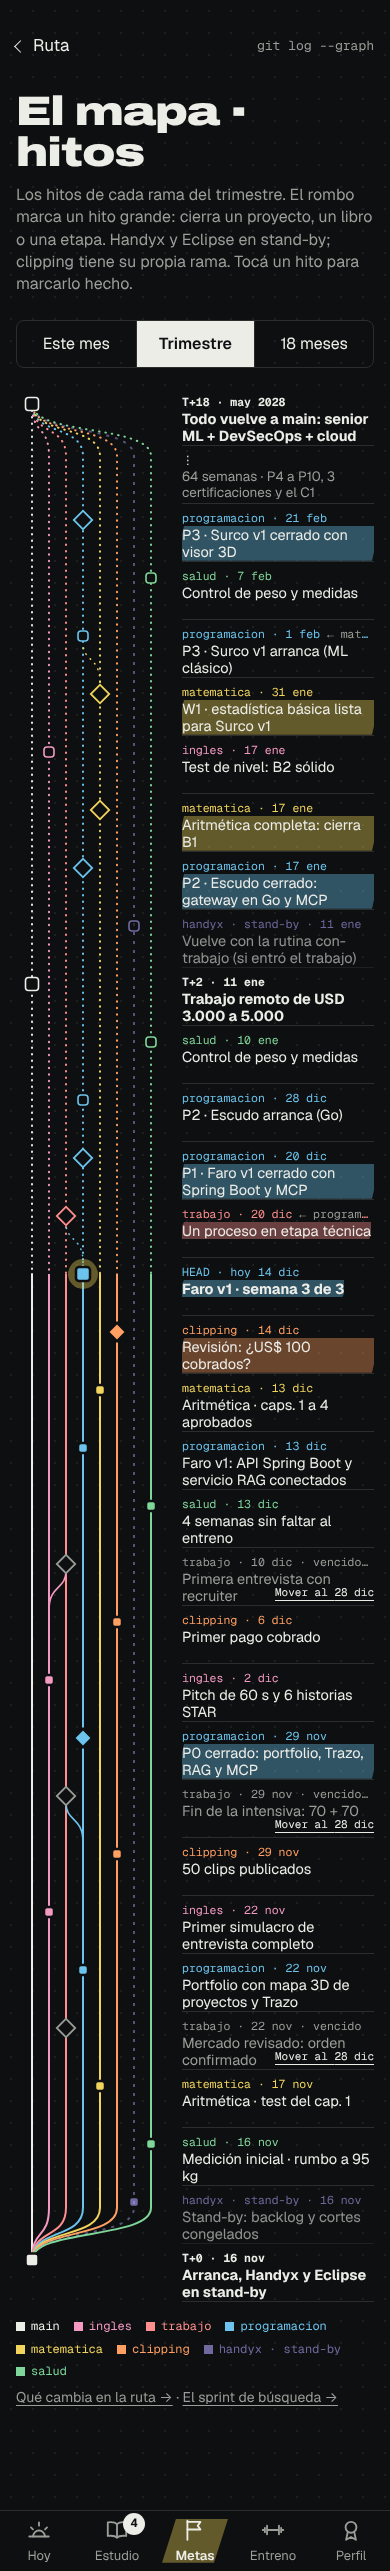 Ruta
git log --graph
El mapa ·
hitos
Los hitos de cada rama del trimestre. El rombo
marca un hito grande: cierra un proyecto, un libro
o una etapa. Handyx y Eclipse en stand-by;
clipping tiene su propia rama. Tocá un hito para
marcarlo hecho.
Este mes
Trimestre
18 meses
T+18 · may 2028
Todo vuelve a main: senior
ML + DevSecOps + cloud
⋮
64 semanas · P4 a P10, 3
certificaciones y el C1
programacion · 21 feb
P3 · Surco v1 cerrado con
visor 3D
salud · 7 feb
Control de peso y medidas
programacion · 1 feb ← mat…
P3 · Surco v1 arranca (ML
clásico)
matematica · 31 ene
W1 · estadística básica lista
para Surco v1
ingles · 17 ene
Test de nivel: B2 sólido
matematica · 17 ene
Aritmética completa: cierra
B1
programacion · 17 ene
P2 · Escudo cerrado:
gateway en Go y MCP
handyx · stand-by · 11 ene
Vuelve con la rutina con-
trabajo (si entró el trabajo)
T+2 · 11 ene
Trabajo remoto de USD
3.000 a 5.000
salud · 10 ene
Control de peso y medidas
programacion · 28 dic
P2 · Escudo arranca (Go)
programacion · 20 dic
P1 · Faro v1 cerrado con
Spring Boot y MCP
trabajo · 20 dic ← program…
Un proceso en etapa técnica
HEAD · hoy 14 dic
Faro v1 · semana 3 de 3
clipping · 14 dic
Revisión: ¿US$ 100
cobrados?
matematica · 13 dic
Aritmética · caps. 1 a 4
aprobados
programacion · 13 dic
Faro v1: API Spring Boot y
servicio RAG conectados
salud · 13 dic
4 semanas sin faltar al
entreno
trabajo · 10 dic · vencido…
Primera entrevista con
recruiter
Mover al 28 dic
clipping · 6 dic
Primer pago cobrado
ingles · 2 dic
Pitch de 60 s y 6 historias
STAR
programacion · 29 nov
P0 cerrado: portfolio, Trazo,
RAG y MCP
trabajo · 29 nov · vencido…
Fin de la intensiva: 70 + 70
Mover al 28 dic
clipping · 29 nov
50 clips publicados
ingles · 22 nov
Primer simulacro de
entrevista completo
programacion · 22 nov
Portfolio con mapa 3D de
proyectos y Trazo
trabajo · 22 nov · vencido
Mercado revisado: orden
confirmado
Mover al 28 dic
matematica · 17 nov
Aritmética · test del cap. 1
salud · 16 nov
Medición inicial · rumbo a 95
kg
handyx · stand-by · 16 nov
Stand-by: backlog y cortes
congelados
T+0 · 16 nov
Arranca, Handyx y Eclipse
en stand-by
main ingles trabajo programacion
matematica clipping handyx · stand-by
salud
Qué cambia en la ruta → · El sprint de búsqueda →
4
Hoy
Estudio
Metas
Entreno
Perfil